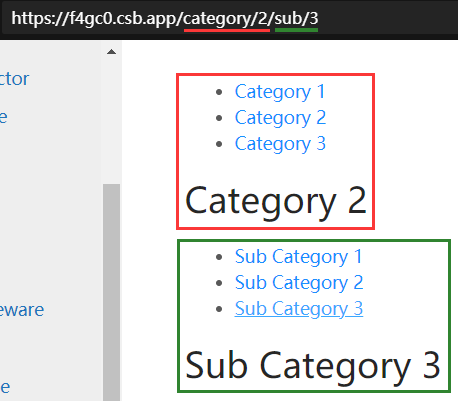 https://f4gc0.csb.app/category/2/sub/3
ctor
e
eware
e
Category 1
Category 2
Category 3
Category 2
Sub Category 1
Sub Category 2
Sub Category 3
Sub Category 3